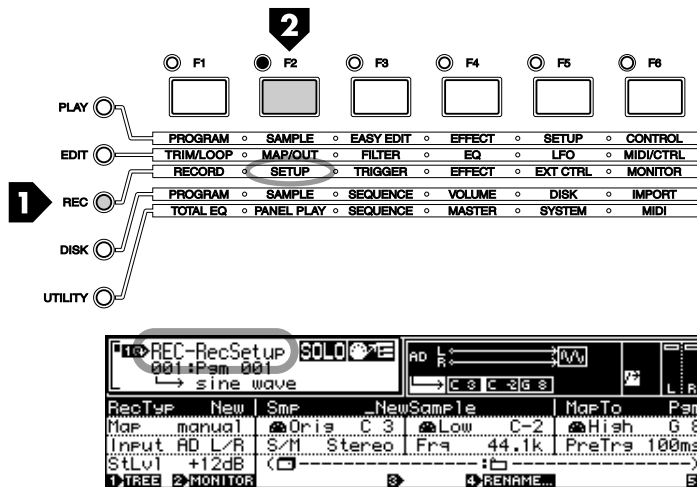 2
F1 F2 F3 F4 F5 F6
PLAY
PROGRAM SAMPLE EASY EDIT EFFECT SETUP CONTROL
EDIT
TRIM/LOOP MAP/OUT FILTER EQ LFO MIDI/CTRL
RECORD SETUP TRIGGER EFFECT EXT CTRL MONITOR
1
REC
PROGRAM SAMPLE SEQUENCE VOLUME DISK IMPORT
TOTAL EQ PANEL PLAY SEQUENCE MASTER SYSTEM MIDI
DISK
UTILITY
REC-RecSetup SOLO
001:Pgm 001
sine wave
AD L R
C 3 C -2 G 8
L R
RecTyp New Smp _NewSample MapTo Pgm
Map manual Orig C 3 Low C-2 High G 8
Input AD L/R S/M Stereo Frq 44.1k PreTrg 100ms
StLvl +12dB (---------------:---------------)
1 TREE 2 MONITOR 3 4 RENAME...